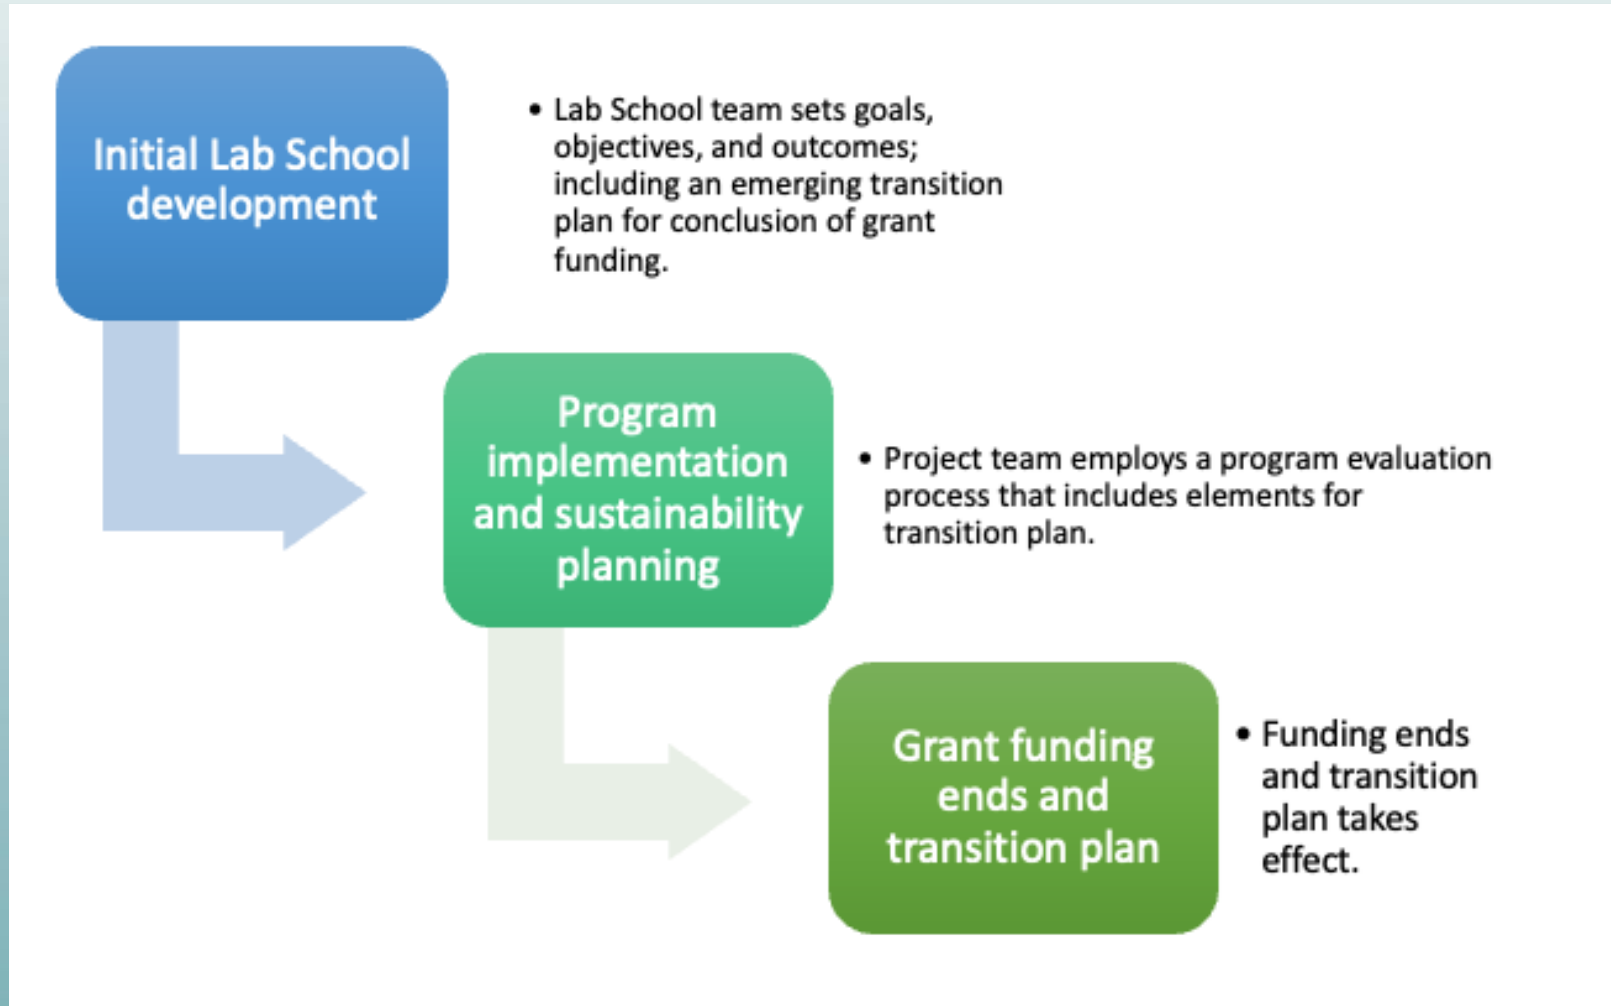 Initial Lab School
development
• Lab School team sets goals,
objectives, and outcomes;
including an emerging transition
plan for conclusion of grant
funding.
Program
implementation
and sustainability
planning
• Project team employs a program evaluation
process that includes elements for
transition plan.
Grant funding
ends and
transition plan
• Funding ends
and transition
plan takes
effect.